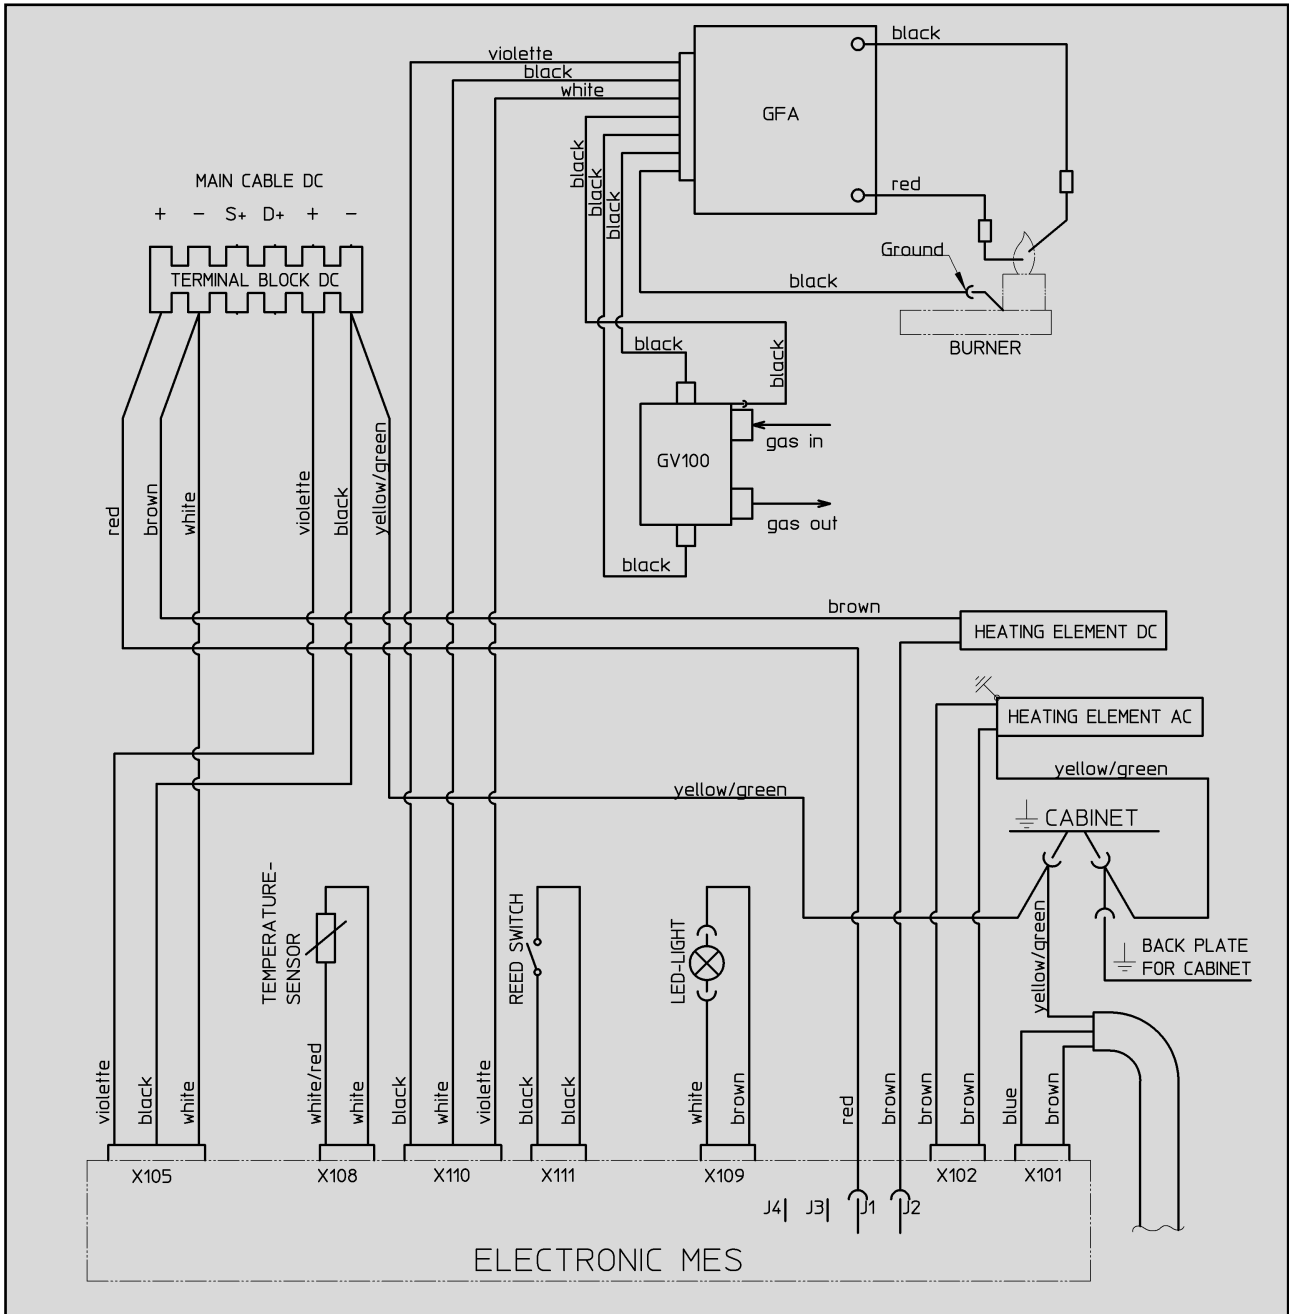 violette
black
white
GFA
black
red
black
black
black
MAIN CABLE DC
+ − S+ D+ + −
TERMINAL BLOCK DC
Ground
black
BURNER
black
black
GV100
gas in
gas out
black
red
brown
white
violette
black
yellow/green
brown
HEATING ELEMENT DC
HEATING ELEMENT AC
yellow/green
yellow/green
CABINET
BACK PLATE
FOR CABINET
yellow/green
TEMPERATURE-
SENSOR
REED SWITCH
LED-LIGHT
violette
black
white
white/red
white
black
white
violette
black
black
white
brown
red
brown
brown
brown
blue
brown
X105
X108
X110
X111
X109
X102
X101
J4
J3
J1
J2
ELECTRONIC MES